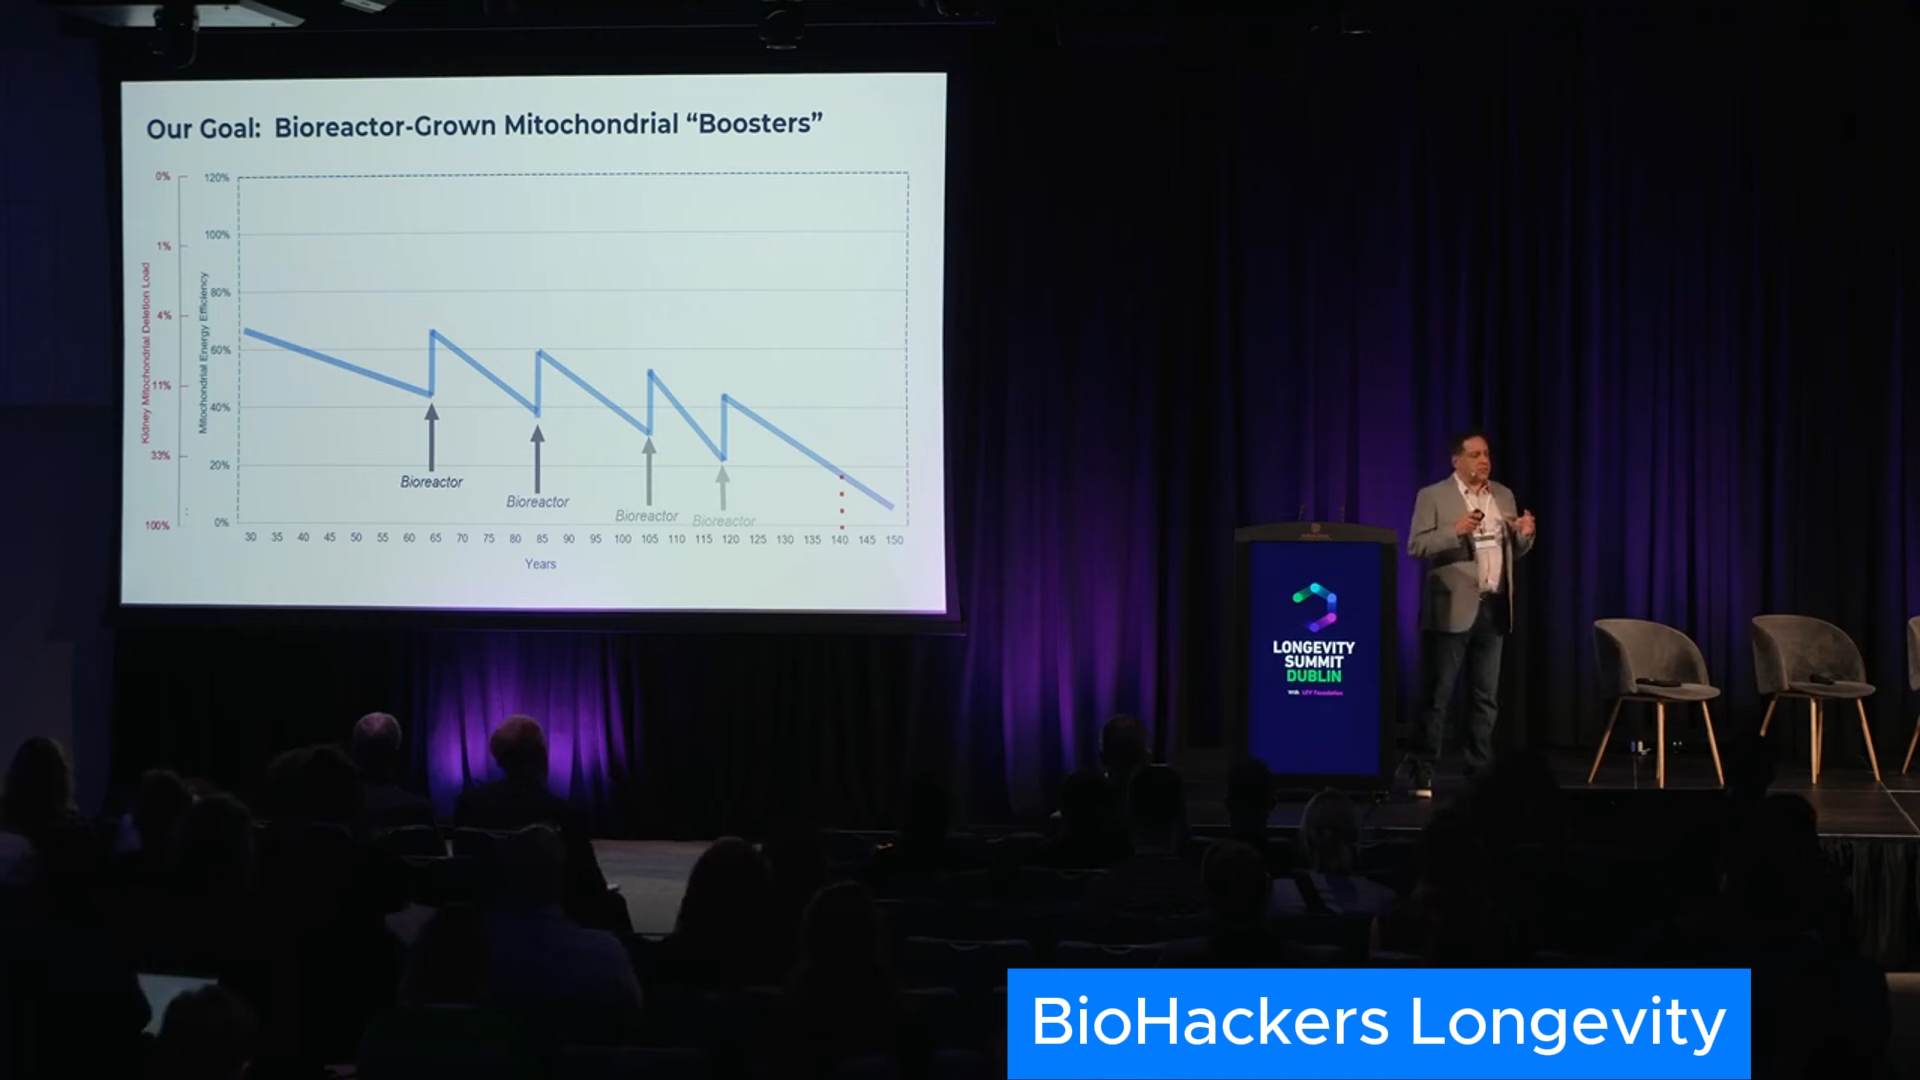 Our Goal: Bioreactor-Grown Mitochondrial “Boosters”
Kidney Mitochondrial Deletion Load
0%
1%
4%
11%
33%
100%
Mitochondrial Energy Efficiency
120%
100%
80%
60%
40%
20%
0%
Bioreactor
Bioreactor
Bioreactor
Bioreactor
30 35 40 45 50 55 60 65 70 75 80 85 90 95 100 105 110 115 120 125 130 135 140 145 150
Years
LONGEVITY
SUMMIT
DUBLIN
With LEV Foundation
BioHackers Longevity